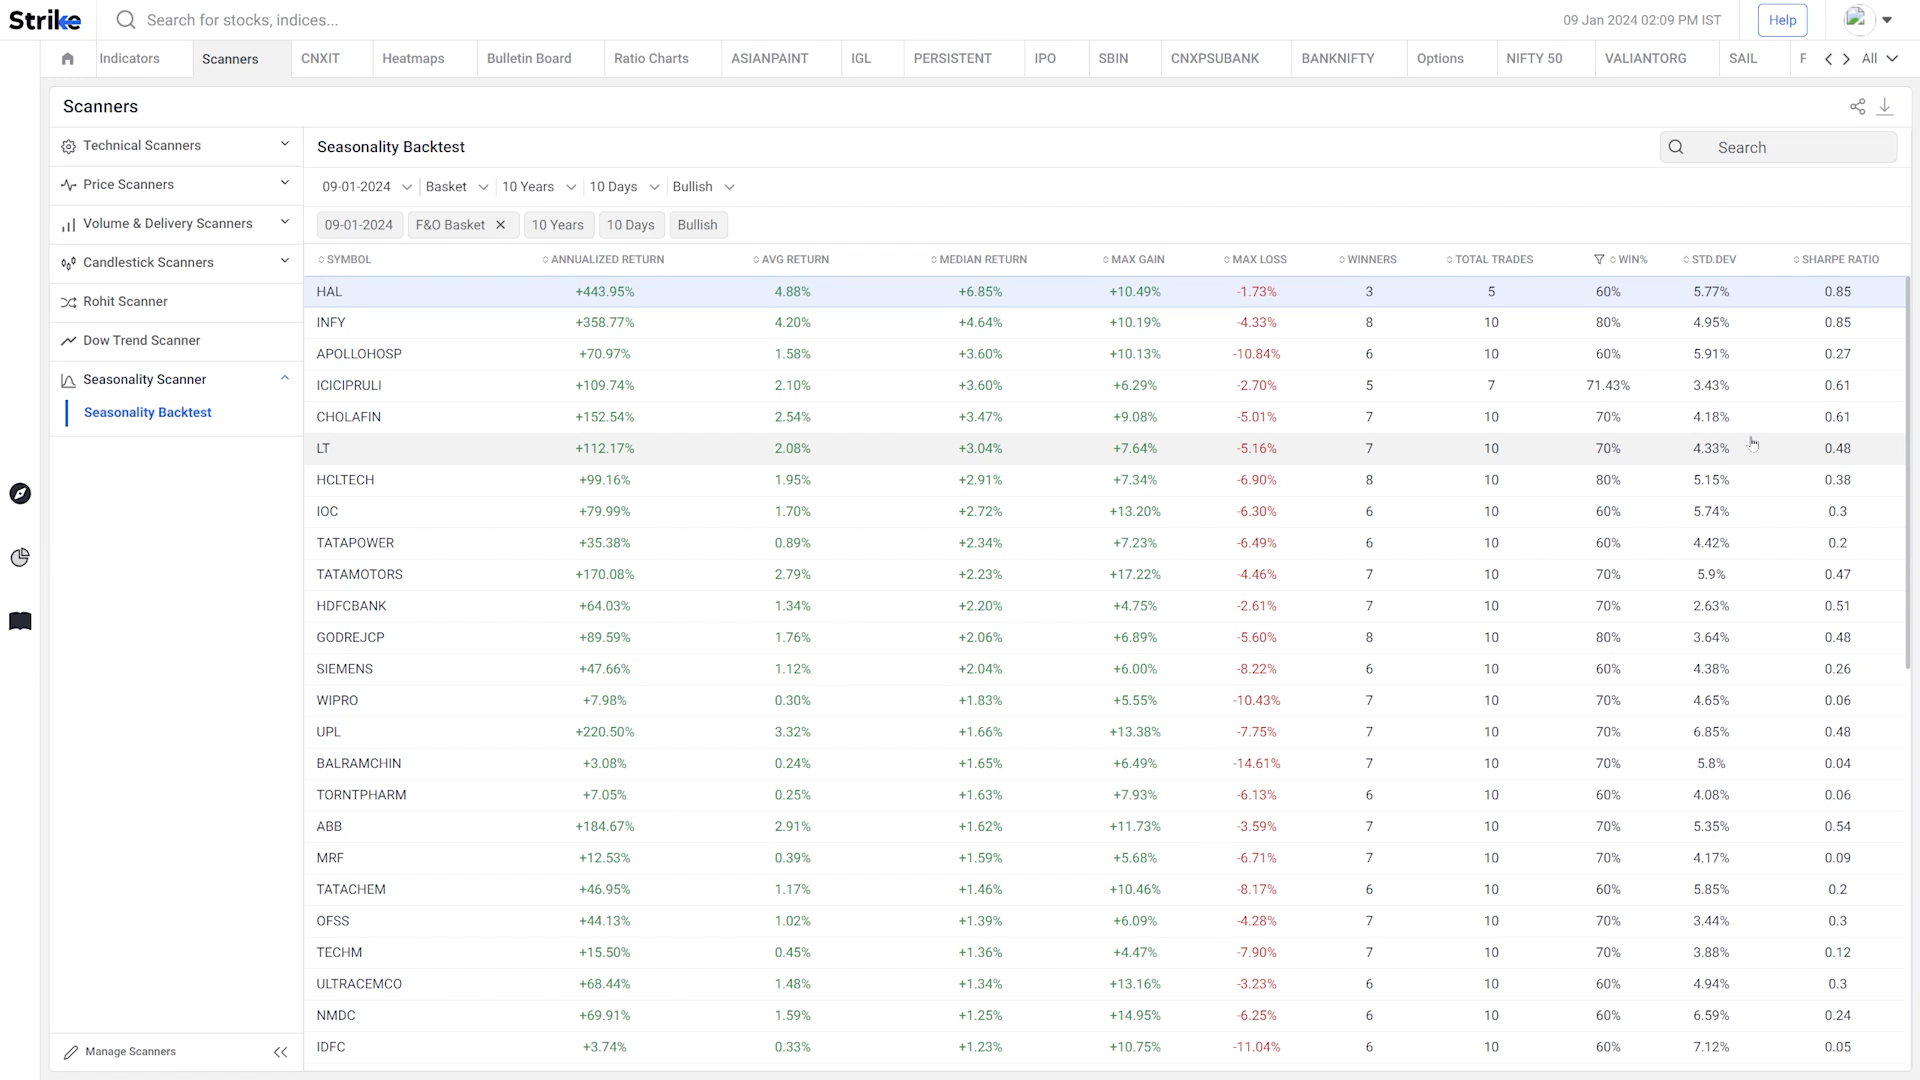 Strike Search for stocks, indices... 09 Jan 2024 02:09 PM IST Help
Indicators Scanners CNXIT Heatmaps Bulletin Board Ratio Charts ASIANPAINT IGL PERSISTENT IPO SBIN CNXPSUBANK BANKNIFTY Options NIFTY 50 VALIANTORG SAIL F All
Scanners
Technical Scanners
Price Scanners
Volume & Delivery Scanners
Candlestick Scanners
Rohit Scanner
Dow Trend Scanner
Seasonality Scanner
Seasonality Backtest
Manage Scanners
Seasonality Backtest Search
09-01-2024 Basket 10 Years 10 Days Bullish
09-01-2024 F&O Basket 10 Years 10 Days Bullish
SYMBOL ANNUALIZED RETURN AVG RETURN MEDIAN RETURN MAX GAIN MAX LOSS WINNERS TOTAL TRADES WIN% STD.DEV SHARPE RATIO
HAL +443.95% 4.88% +6.85% +10.49% -1.73% 3 5 60% 5.77% 0.85
INFY +358.77% 4.20% +4.64% +10.19% -4.33% 8 10 80% 4.95% 0.85
APOLLOHOSP +70.97% 1.58% +3.60% +10.13% -10.84% 6 10 60% 5.91% 0.27
ICICIPRULI +109.74% 2.10% +3.60% +6.29% -2.70% 5 7 71.43% 3.43% 0.61
CHOLAFIN +152.54% 2.54% +3.47% +9.08% -5.01% 7 10 70% 4.18% 0.61
LT +112.17% 2.08% +3.04% +7.64% -5.16% 7 10 70% 4.33% 0.48
HCLTECH +99.16% 1.95% +2.91% +7.34% -6.90% 8 10 80% 5.15% 0.38
IOC +79.99% 1.70% +2.72% +13.20% -6.30% 6 10 60% 5.74% 0.3
TATAPOWER +35.38% 0.89% +2.34% +7.23% -6.49% 6 10 60% 4.42% 0.2
TATAMOTORS +170.08% 2.79% +2.23% +17.22% -4.46% 7 10 70% 5.9% 0.47
HDFCBANK +64.03% 1.34% +2.20% +4.75% -2.61% 7 10 70% 2.63% 0.51
GODREJCP +89.59% 1.76% +2.06% +6.89% -5.60% 8 10 80% 3.64% 0.48
SIEMENS +47.66% 1.12% +2.04% +6.00% -8.22% 6 10 60% 4.38% 0.26
WIPRO +7.98% 0.30% +1.83% +5.55% -10.43% 7 10 70% 4.65% 0.06
UPL +220.50% 3.32% +1.66% +13.38% -7.75% 7 10 70% 6.85% 0.48
BALRAMCHIN +3.08% 0.24% +1.65% +6.49% -14.61% 7 10 70% 5.8% 0.04
TORNTPHARM +7.05% 0.25% +1.63% +7.93% -6.13% 6 10 60% 4.08% 0.06
ABB +184.67% 2.91% +1.62% +11.73% -3.59% 7 10 70% 5.35% 0.54
MRF +12.53% 0.39% +1.59% +5.68% -6.71% 7 10 70% 4.17% 0.09
TATACHEM +46.95% 1.17% +1.46% +10.46% -8.17% 6 10 60% 5.85% 0.2
OFSS +44.13% 1.02% +1.39% +6.09% -4.28% 7 10 70% 3.44% 0.3
TECHM +15.50% 0.45% +1.36% +4.47% -7.90% 7 10 70% 3.88% 0.12
ULTRACEMCO +68.44% 1.48% +1.34% +13.16% -3.23% 6 10 60% 4.94% 0.3
NMDC +69.91% 1.59% +1.25% +14.95% -6.25% 6 10 60% 6.59% 0.24
IDFC +3.74% 0.33% +1.23% +10.75% -11.04% 6 10 60% 7.12% 0.05